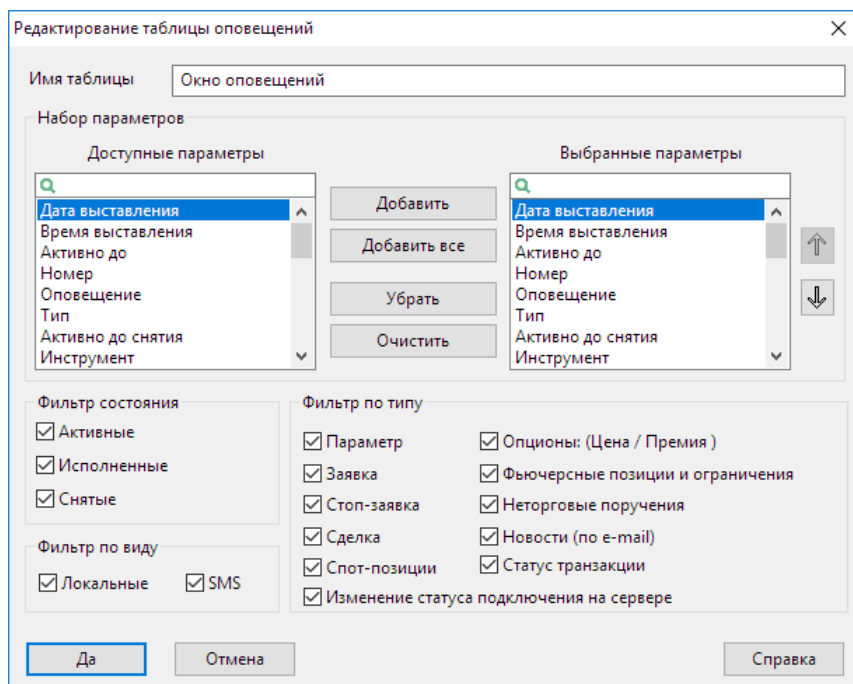 Редактирование таблицы оповещений
Имя таблицы Окно оповещений
Набор параметров
Доступные параметры
Дата выставления
Время выставления
Активно до
Номер
Оповещение
Тип
Активно до снятия
Инструмент
Добавить
Добавить все
Убрать
Очистить
Выбранные параметры
Дата выставления
Время выставления
Активно до
Номер
Оповещение
Тип
Активно до снятия
Инструмент
Фильтр состояния
Активные
Исполненные
Снятые
Фильтр по виду
Локальные SMS
Фильтр по типу
Параметр
Заявка
Стоп-заявка
Сделка
Спот-позиции
Опционы: (Цена / Премия )
Фьючерсные позиции и ограничения
Неторговые поручения
Новости (по e-mail)
Статус транзакции
Изменение статуса подключения на сервере
Да Отмена Справка